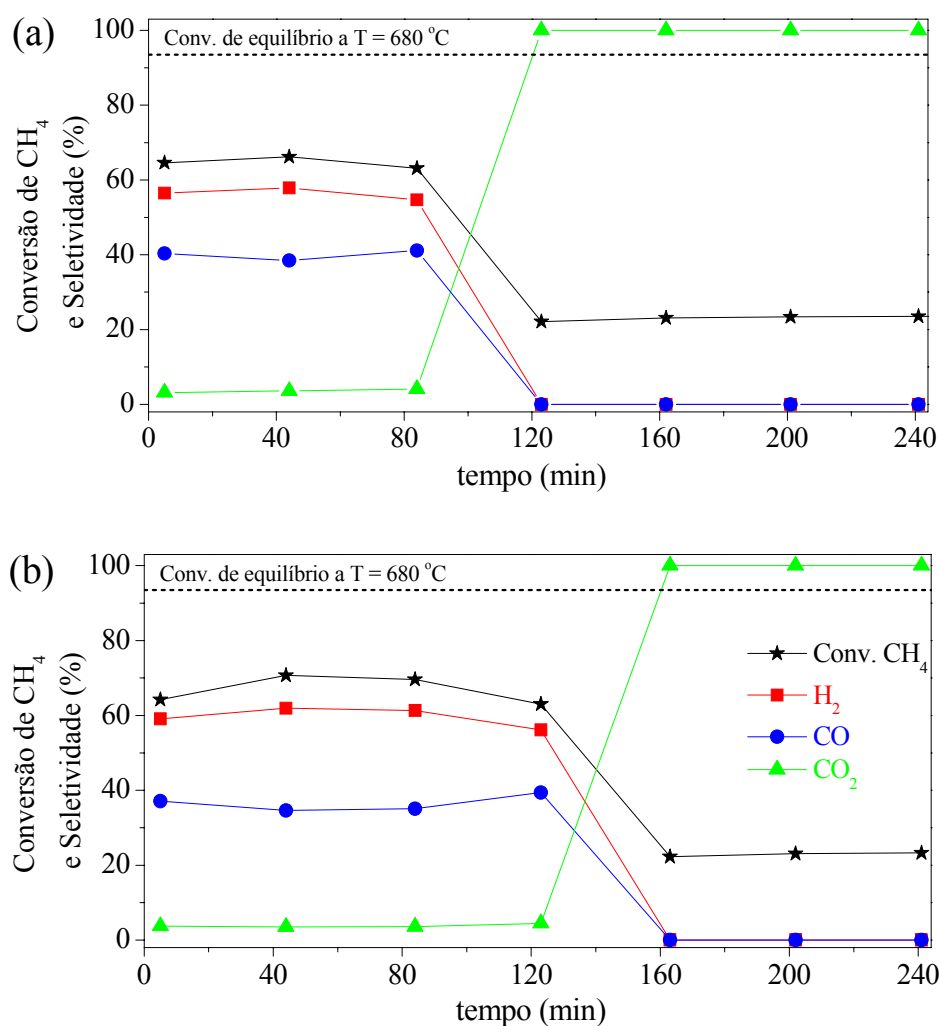 (a)
Conv. de equilíbrio a T = 680 °C
Conversão de CH4
e Seletividade (%)
100
80
60
40
20
0
0 40 80 120 160 200 240
tempo (min)
(b)
Conv. de equilíbrio a T = 680 °C
Conversão de CH4
e Seletividade (%)
100
80
60
40
20
0
Conv. CH4
H2
CO
CO2
0 40 80 120 160 200 240
tempo (min)